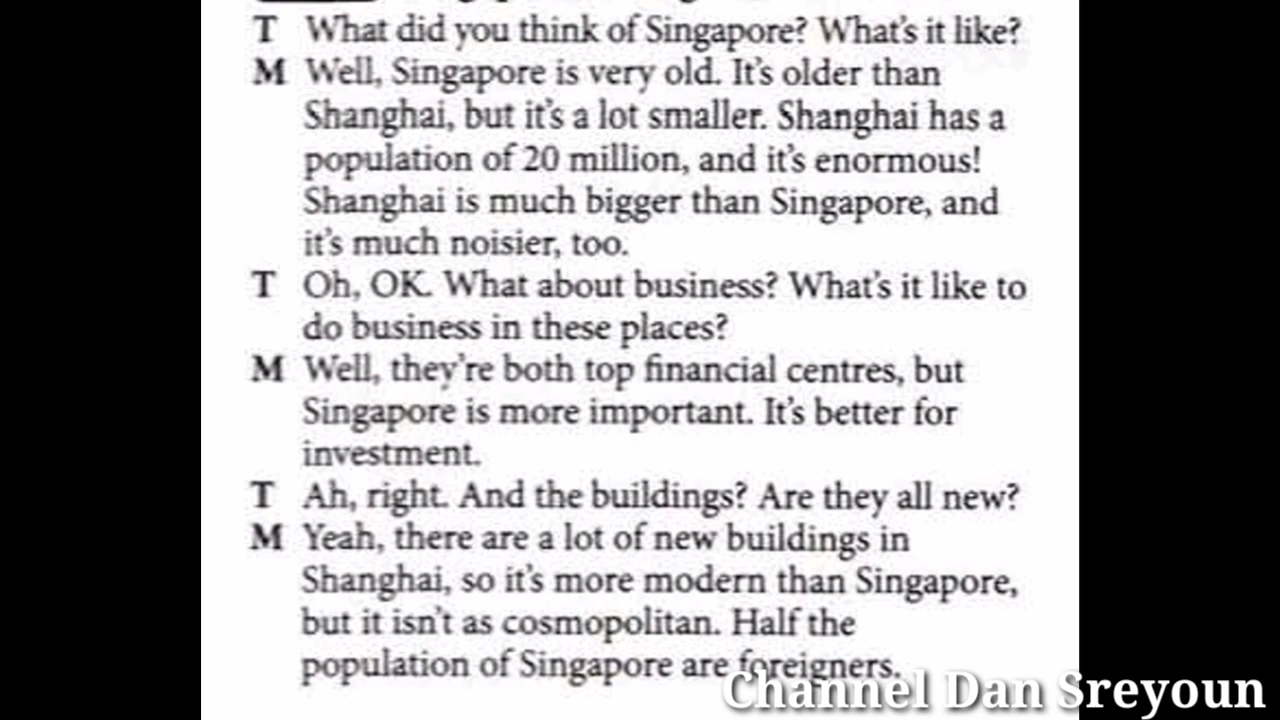 T What did you think of Singapore? What's it like?
M Well, Singapore is very old. It's older than
Shanghai, but it's a lot smaller. Shanghai has a
population of 20 million, and it's enormous!
Shanghai is much bigger than Singapore, and
it's much noisier, too.
T Oh, OK. What about business? What's it like to
do business in these places?
M Well, they're both top financial centres, but
Singapore is more important. It's better for
investment.
T Ah, right. And the buildings? Are they all new?
M Yeah, there are a lot of new buildings in
Shanghai, so it's more modern than Singapore,
but it isn't as cosmopolitan. Half the
population of Singapore are foreigners.
Channel Dan Sreyoun